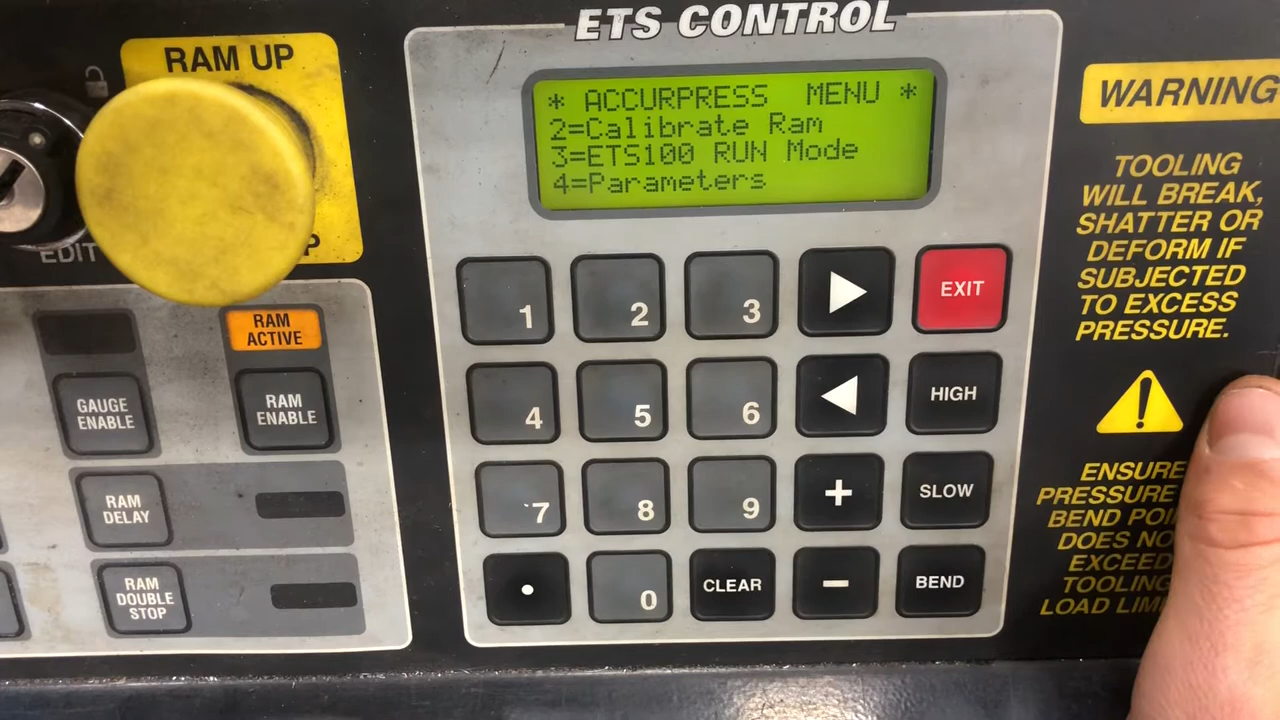 ETS CONTROL
RAM UP
EDIT
P
* ACCURPRESS MENU *
2=Calibrate Ram
3=ETS100 RUN Mode
4=Parameters
RAM
ACTIVE
GAUGE
ENABLE
RAM
ENABLE
RAM
DELAY
RAM
DOUBLE
STOP
1
2
3
EXIT
4
5
6
HIGH
7
8
9
+
SLOW
.
0
CLEAR
-
BEND
WARNING
TOOLING
WILL BREAK,
SHATTER OR
DEFORM IF
SUBJECTED
TO EXCESS
PRESSURE.
!
ENSURE
PRESSURE
BEND
DOES
EXCEED
TOOLING
LOAD